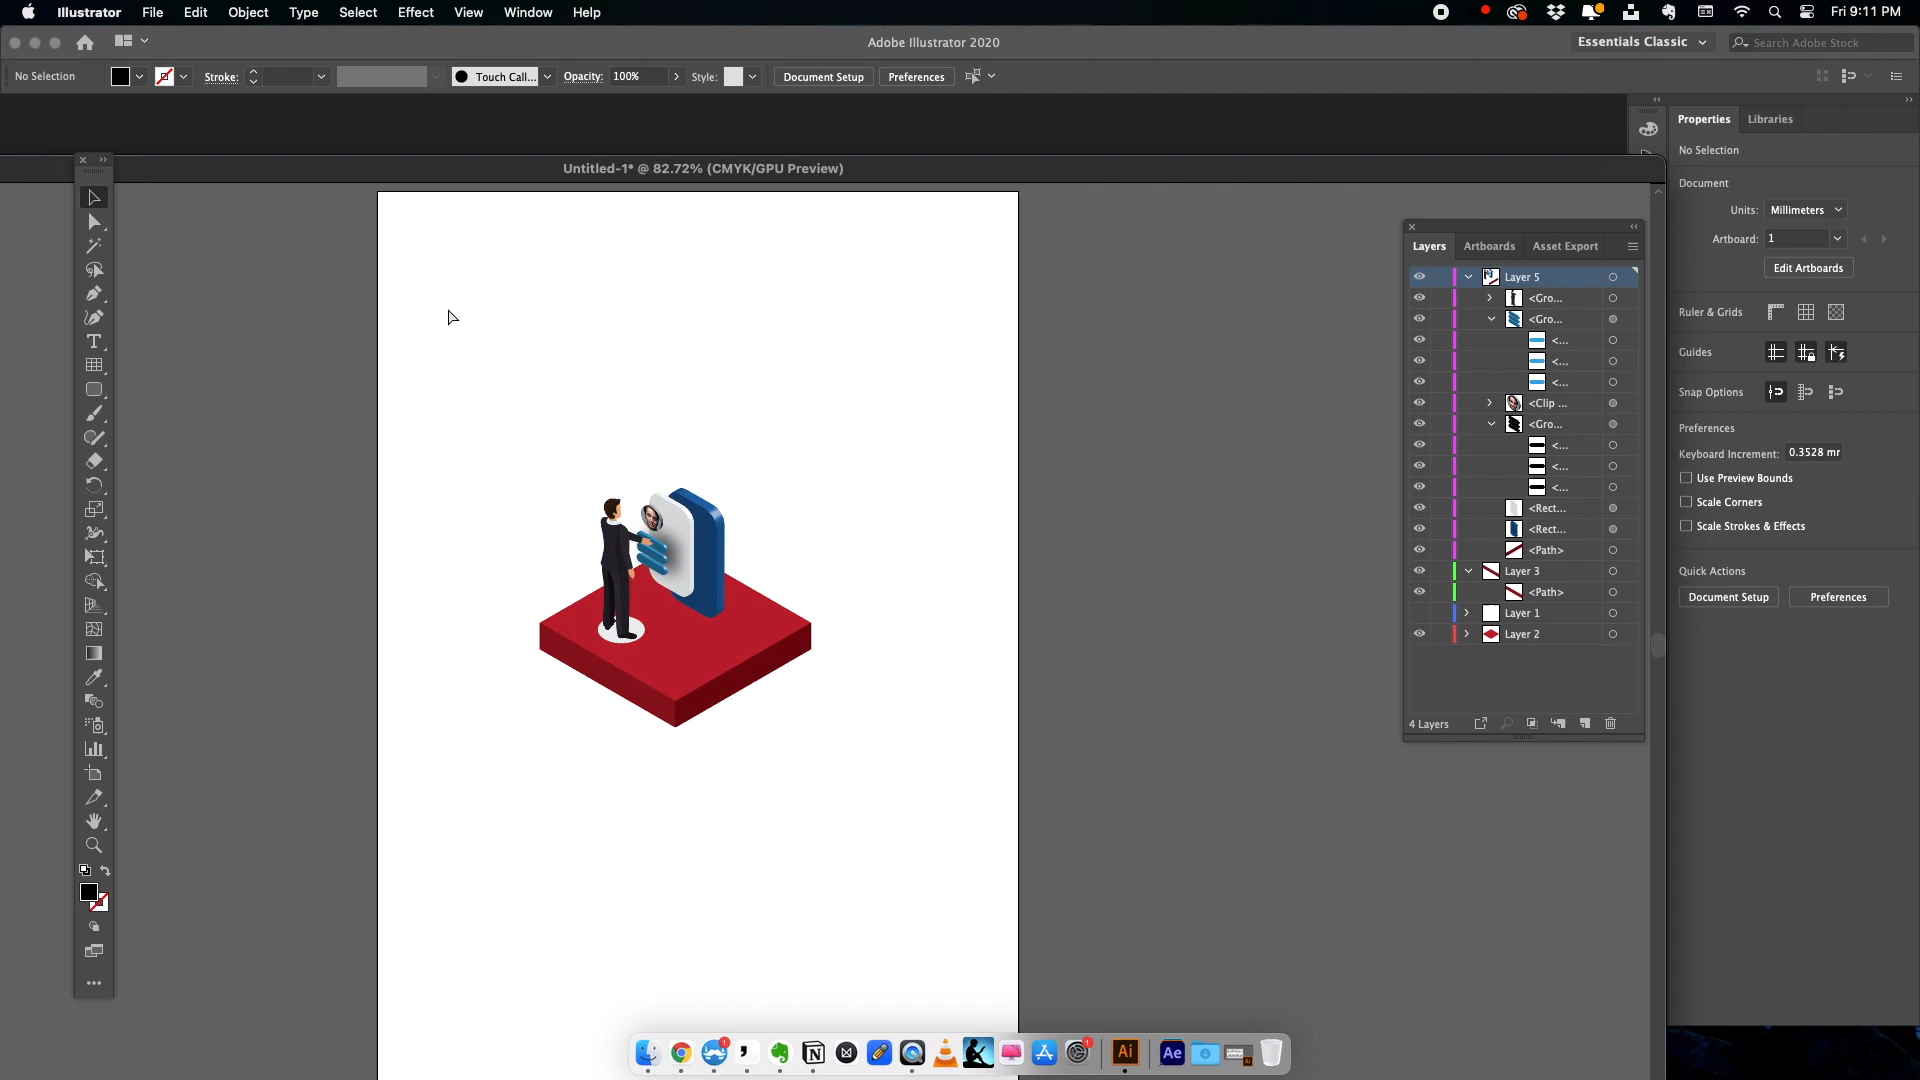 Illustrator File Edit Object Type Select Effect View Window Help
Fri 9:11 PM
Adobe Illustrator 2020
Essentials Classic
Search Adobe Stock
No Selection
Stroke:
Touch Call...
Opacity: 100%
Style:
Document Setup
Preferences
Untitled-1* @ 82.72% (CMYK/GPU Preview)
Layers Artboards Asset Export
Layer 5
<Gro...
<Gro...
<...
<...
<...
<Clip ...
<Gro...
<...
<...
<...
<Rect...
<Rect...
<Path>
Layer 3
<Path>
Layer 1
Layer 2
4 Layers
Properties Libraries
No Selection
Document
Units: Millimeters
Artboard: 1
Edit Artboards
Ruler & Grids
Guides
Snap Options
Preferences
Keyboard Increment: 0.3528 mr
Use Preview Bounds
Scale Corners
Scale Strokes & Effects
Quick Actions
Document Setup Preferences
1
1
Ai
Ae